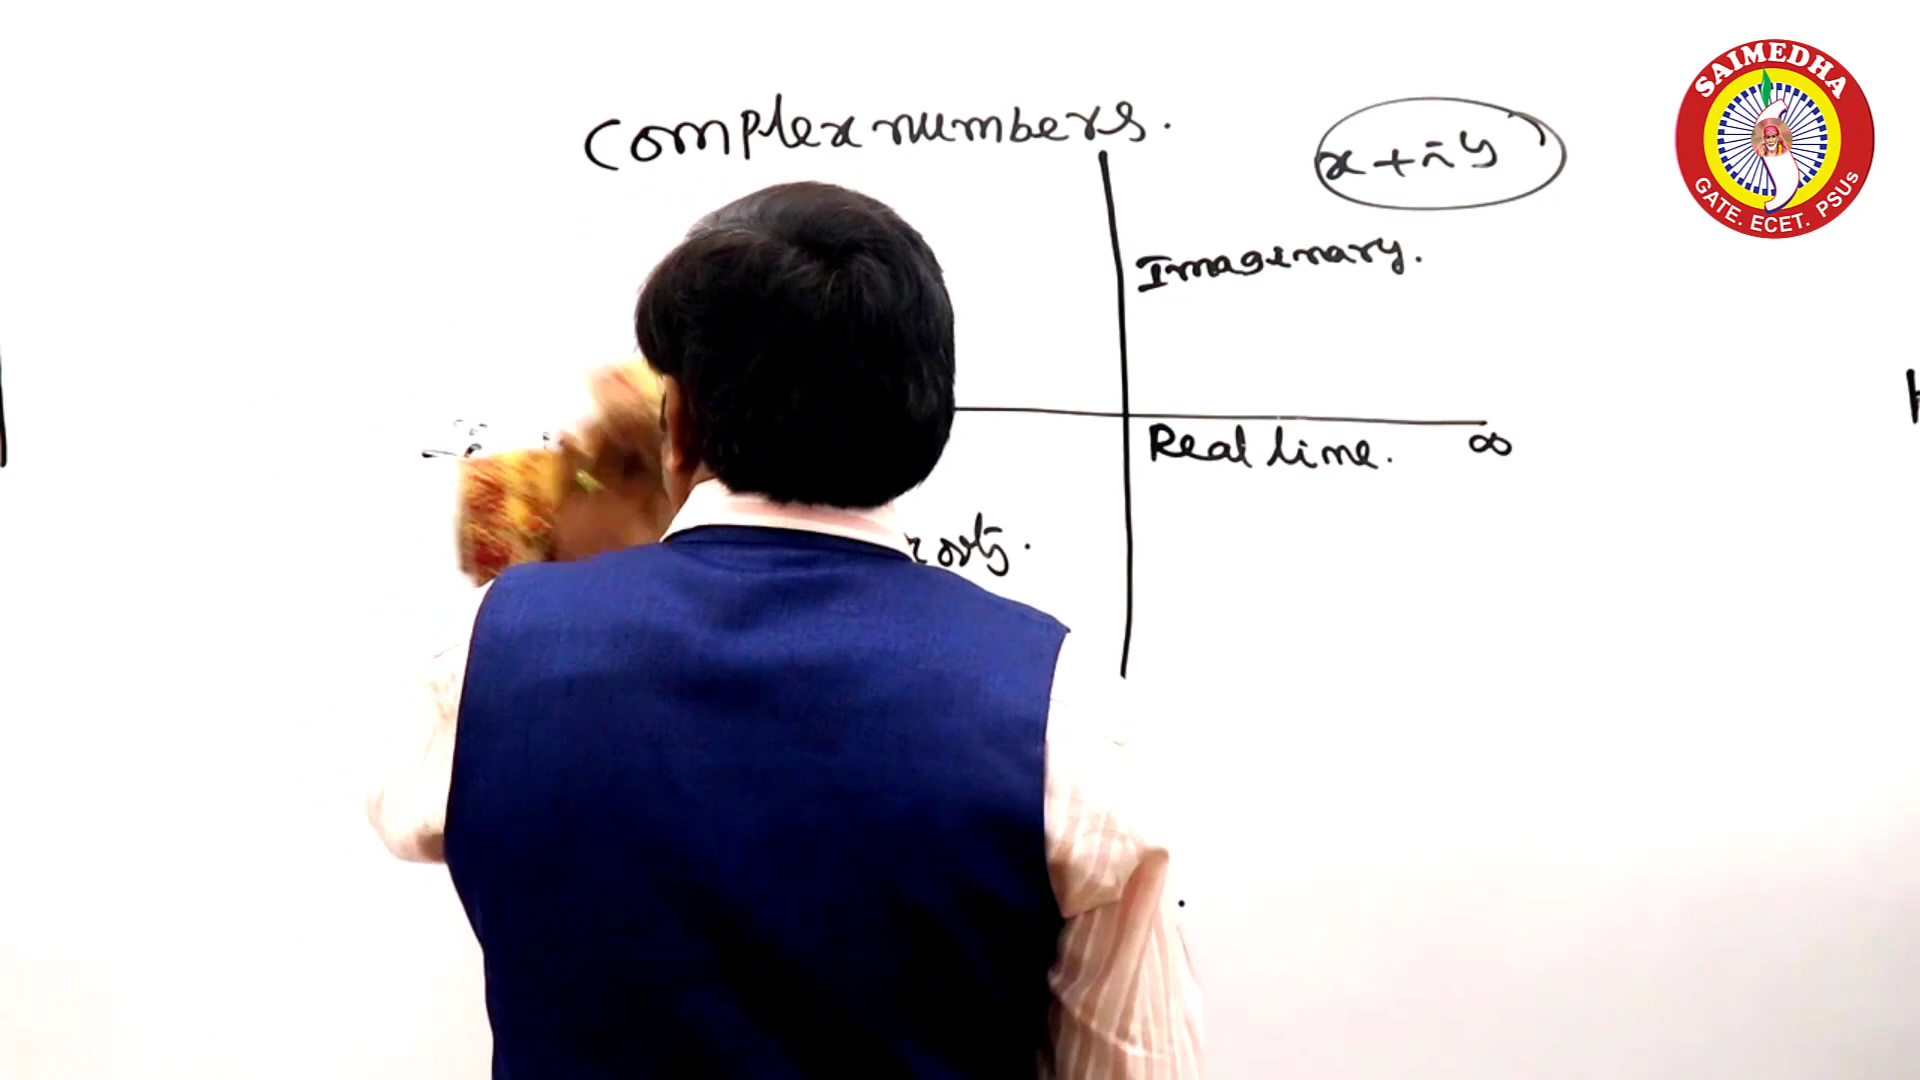 Complex numbers.
x + iy
Imaginary.
Real line. ∞
SAIMEDHA
GATE. ECET. PSUs